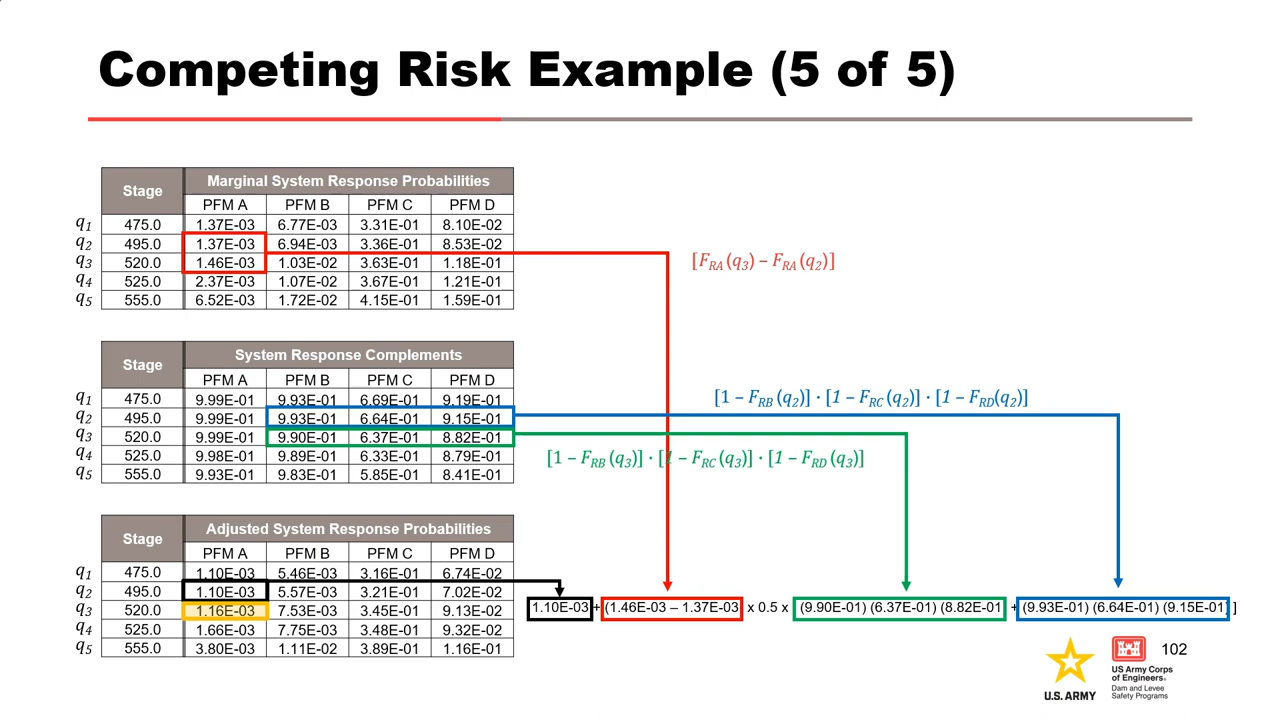 Competing Risk Example (5 of 5)
Stage Marginal System Response Probabilities
PFM A PFM B PFM C PFM D
q1 475.0 1.37E-03 6.77E-03 3.31E-01 8.10E-02
q2 495.0 1.37E-03 6.94E-03 3.36E-01 8.53E-02
q3 520.0 1.46E-03 1.03E-02 3.63E-01 1.18E-01
q4 525.0 2.37E-03 1.07E-02 3.67E-01 1.21E-01
q5 555.0 6.52E-03 1.72E-02 4.15E-01 1.59E-01
[FRA (q3) – FRA (q2)]
Stage System Response Complements
PFM A PFM B PFM C PFM D
q1 475.0 9.99E-01 9.93E-01 6.69E-01 9.19E-01
q2 495.0 9.99E-01 9.93E-01 6.64E-01 9.15E-01
q3 520.0 9.99E-01 9.90E-01 6.37E-01 8.82E-01
q4 525.0 9.98E-01 9.89E-01 6.33E-01 8.79E-01
q5 555.0 9.93E-01 9.83E-01 5.85E-01 8.41E-01
[1 – FRB (q2)] · [1 – FRC (q2)] · [1 – FRD(q2)]
[1 – FRB (q3)] · [1 – FRC (q3)] · [1 – FRD (q3)]
Stage Adjusted System Response Probabilities
PFM A PFM B PFM C PFM D
q1 475.0 1.10E-03 5.46E-03 3.16E-01 6.74E-02
q2 495.0 1.10E-03 5.57E-03 3.21E-01 7.02E-02
q3 520.0 1.16E-03 7.53E-03 3.45E-01 9.13E-02
q4 525.0 1.66E-03 7.75E-03 3.48E-01 9.32E-02
q5 555.0 3.80E-03 1.11E-02 3.89E-01 1.16E-01
1.10E-03 + (1.46E-03 – 1.37E-03 x 0.5 x (9.90E-01) (6.37E-01) (8.82E-01 + (9.93E-01) (6.64E-01) (9.15E-01) ]
U.S. ARMY
US Army Corps
of Engineers®
Dam and Levee
Safety Programs
102